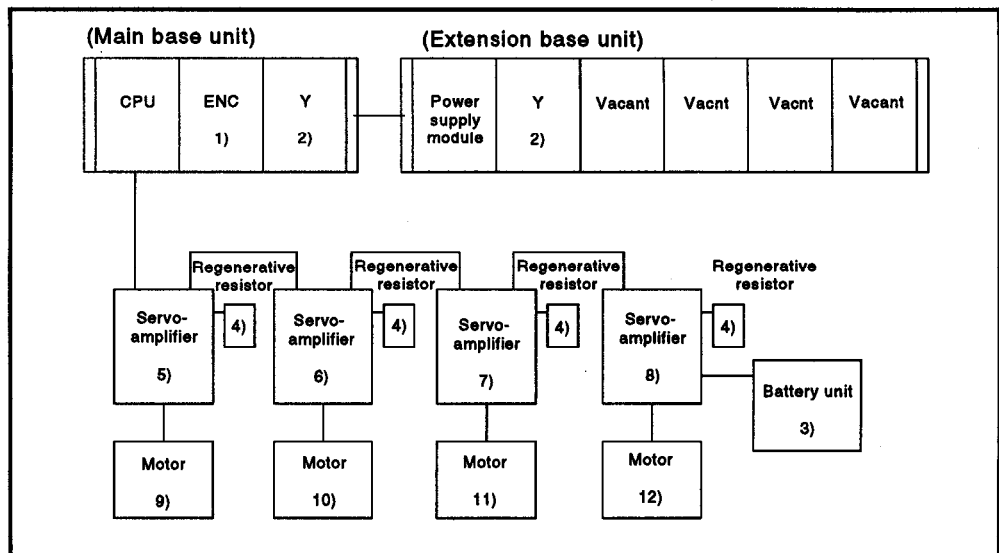 (Main base unit)
(Extension base unit)
CPU
ENC
1)
Y
2)
Power
supply
module
Y
2)
Vacant
Vacnt
Vacnt
Vacant
Regenerative
resistor
4)
Regenerative
resistor
4)
Regenerative
resistor
4)
Regenerative
resistor
4)
Servo-
amplifier
5)
Servo-
amplifier
6)
Servo-
amplifier
7)
Servo-
amplifier
8)
Battery unit
3)
Motor
9)
Motor
10)
Motor
11)
Motor
12)